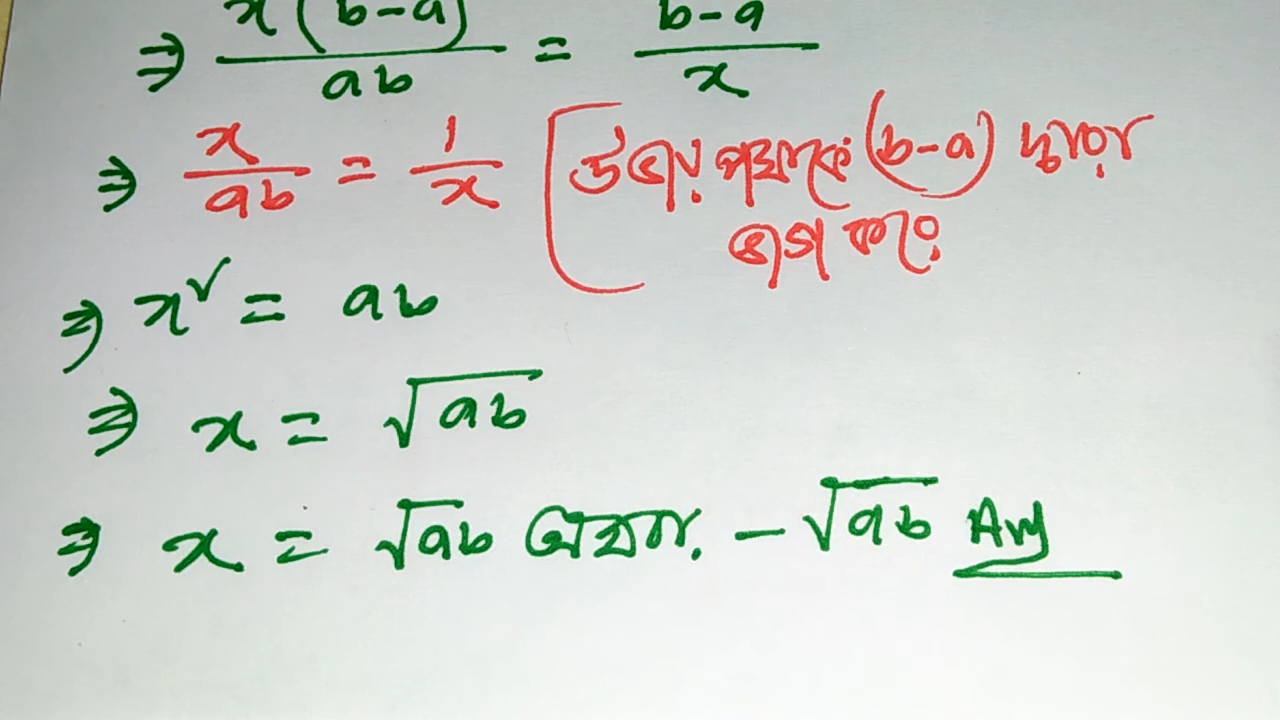 ⇒ x(b-a)/ab = b-a/x
⇒ x/ab = 1/x [উভয় পক্ষকে (b-a) দ্বারা
ভাগ করে
⇒ x² = ab
⇒ x = √ab
⇒ x = √ab অথবা - √ab Ans